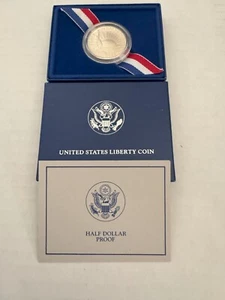 UNITED STATES LIBERTY COIN
HALF DOLLAR
PROOF